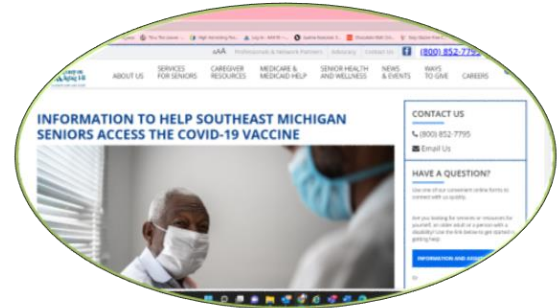 AAA Professionals & Network Partners Advocacy Contact Us (800) 852-7795
ABOUT US
SERVICES
FOR SENIORS
CAREGIVER
RESOURCES
MEDICARE &
MEDICAID HELP
SENIOR HEALTH
AND WELLNESS
NEWS
& EVENTS
WAYS
TO GIVE
CAREERS
INFORMATION TO HELP SOUTHEAST MICHIGAN
SENIORS ACCESS THE COVID-19 VACCINE
CONTACT US
(800) 852-7795
Email Us
HAVE A QUESTION?
Use one of our convenient online forms to
connect with us quickly.
Are you looking for services or resources for
yourself, an older adult or a person with a
disability? Use the link below to get started
getting help:
INFORMATION AND